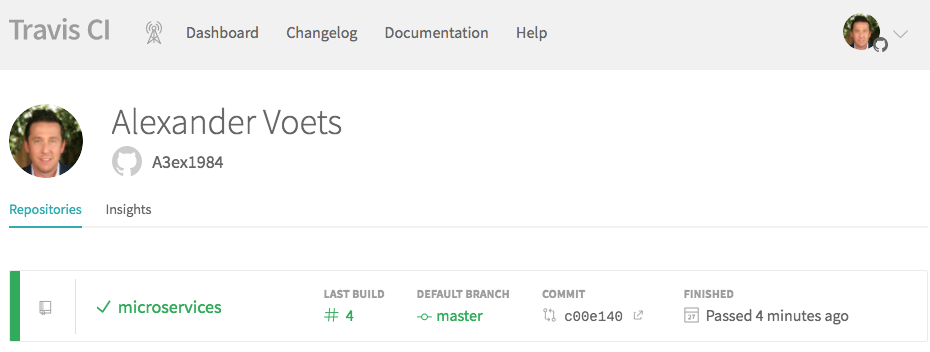 Travis CI Dashboard Changelog Documentation Help
Alexander Voets
A3ex1984
Repositories Insights
LAST BUILD DEFAULT BRANCH COMMIT FINISHED
microservices # 4 master c00e140 27 Passed 4 minutes ago